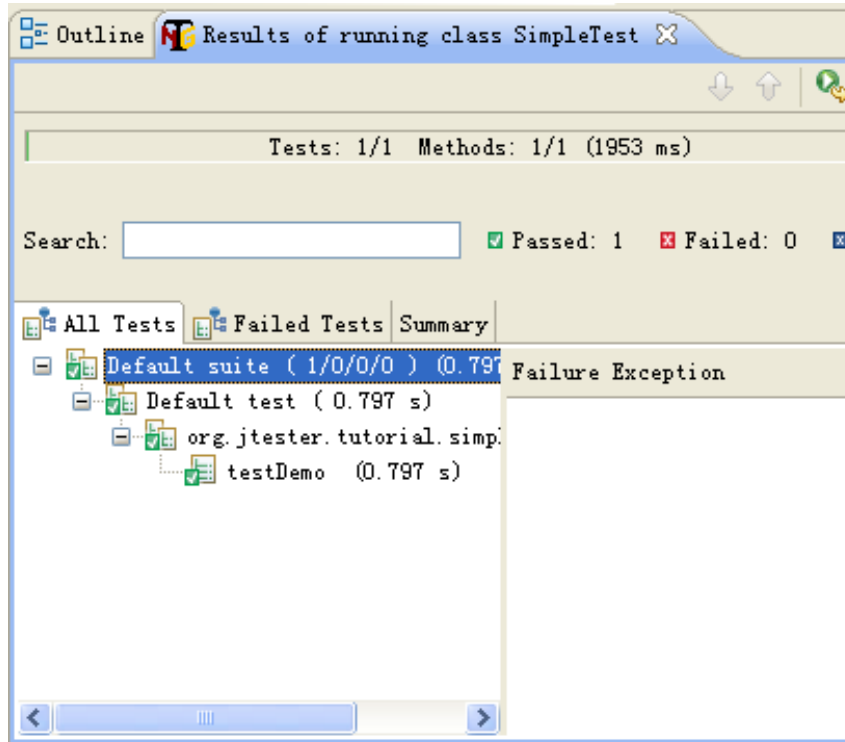 Outline Results of running class SimpleTest
Tests: 1/1 Methods: 1/1 (1953 ms)
Search: Passed: 1 Failed: 0
All Tests Failed Tests Summary
Default suite ( 1/0/0/0 ) (0.797
Failure Exception
Default test ( 0.797 s)
org.jtester.tutorial.simp
testDemo (0.797 s)